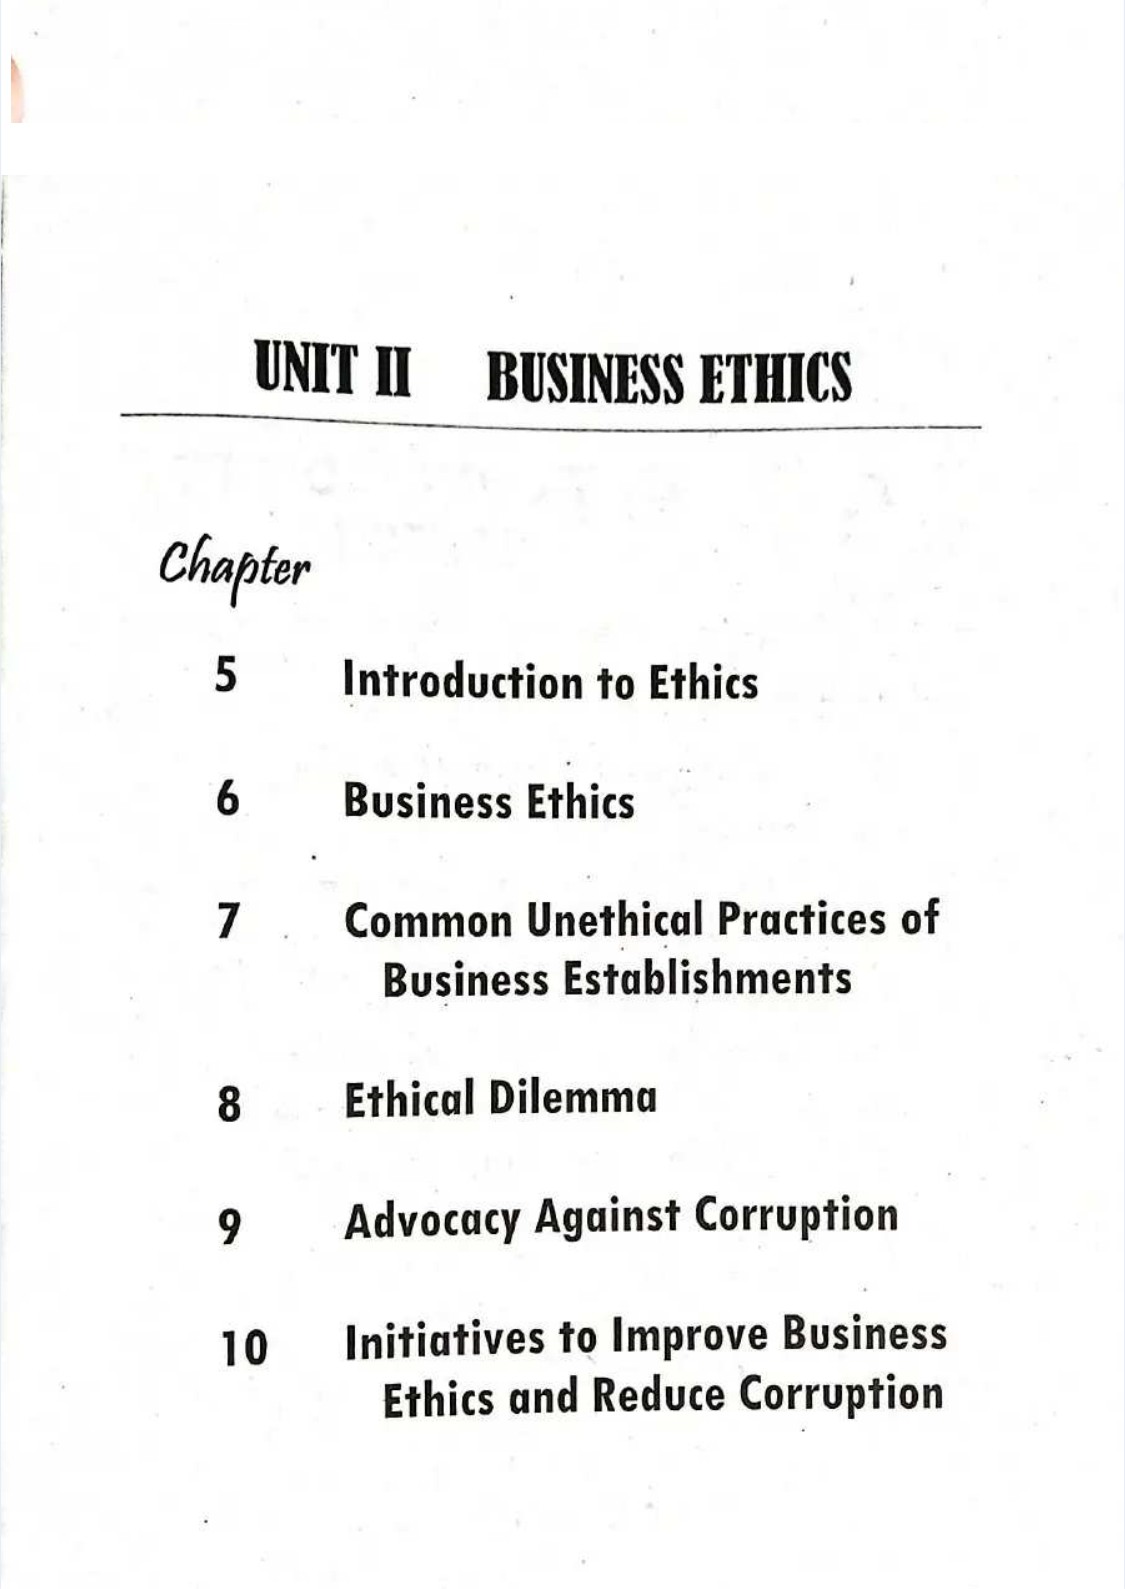 UNIT II BUSINESS ETHICS
Chapter
5 Introduction to Ethics
6 Business Ethics
7 Common Unethical Practices of
Business Establishments
8 Ethical Dilemma
9 Advocacy Against Corruption
10 Initiatives to Improve Business
Ethics and Reduce Corruption